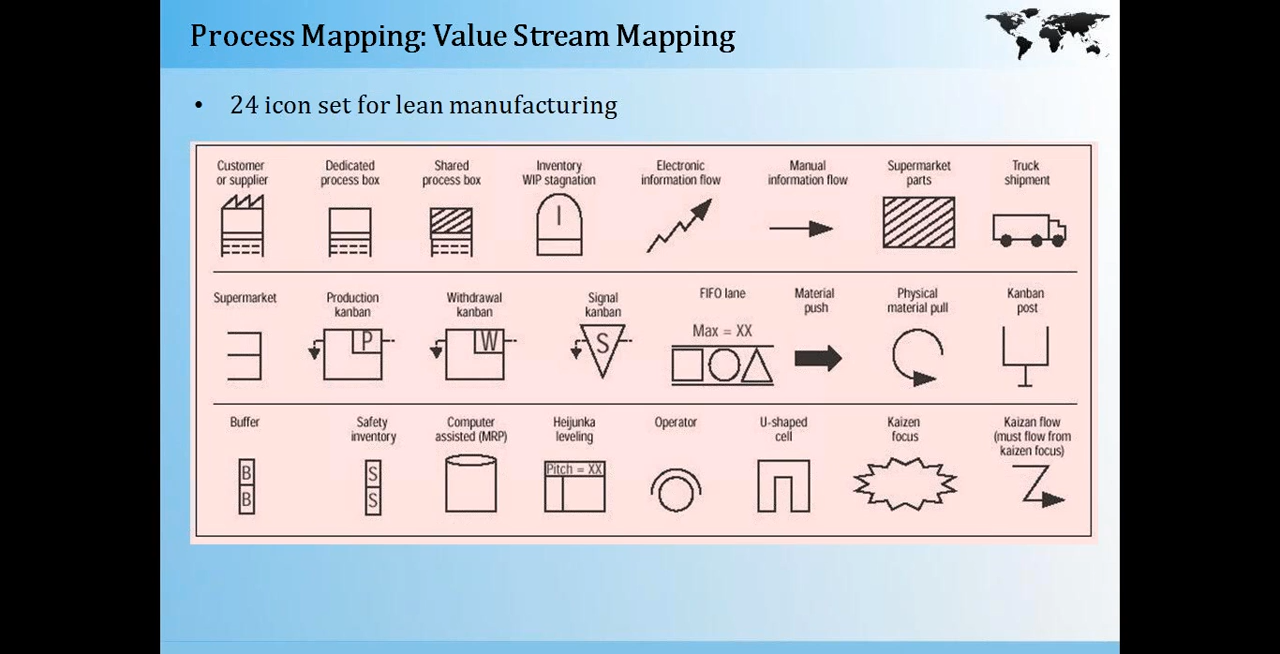 Process Mapping: Value Stream Mapping
• 24 icon set for lean manufacturing
Customer
or supplier
Dedicated
process box
Shared
process box
Inventory
WIP stagnation
Electronic
information flow
Manual
information flow
Supermarket
parts
Truck
shipment
I
Supermarket
Production
kanban
Withdrawal
kanban
Signal
kanban
FIFO lane
Material
push
Physical
material pull
Kanban
post
P
W
S
Max = XX
Buffer
Safety
inventory
Computer
assisted (MRP)
Heijunka
leveling
Operator
U-shaped
cell
Kaizen
focus
Kaizan flow
(must flow from
kaizen focus)
B
B
S
S
Pitch = XX